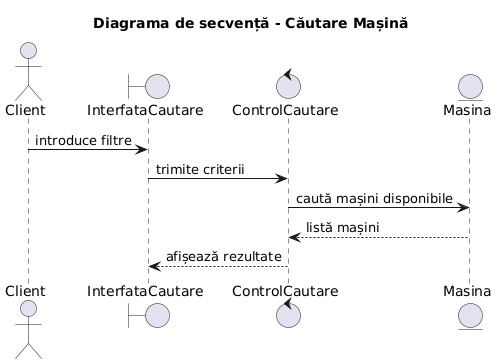 Diagrama de secvență - Căutare Mașină
Client
InterfataCautare
ControlCautare
Masina
introduce filtre
trimite criterii
caută mașini disponibile
listă mașini
afișează rezultate
Client
InterfataCautare
ControlCautare
Masina